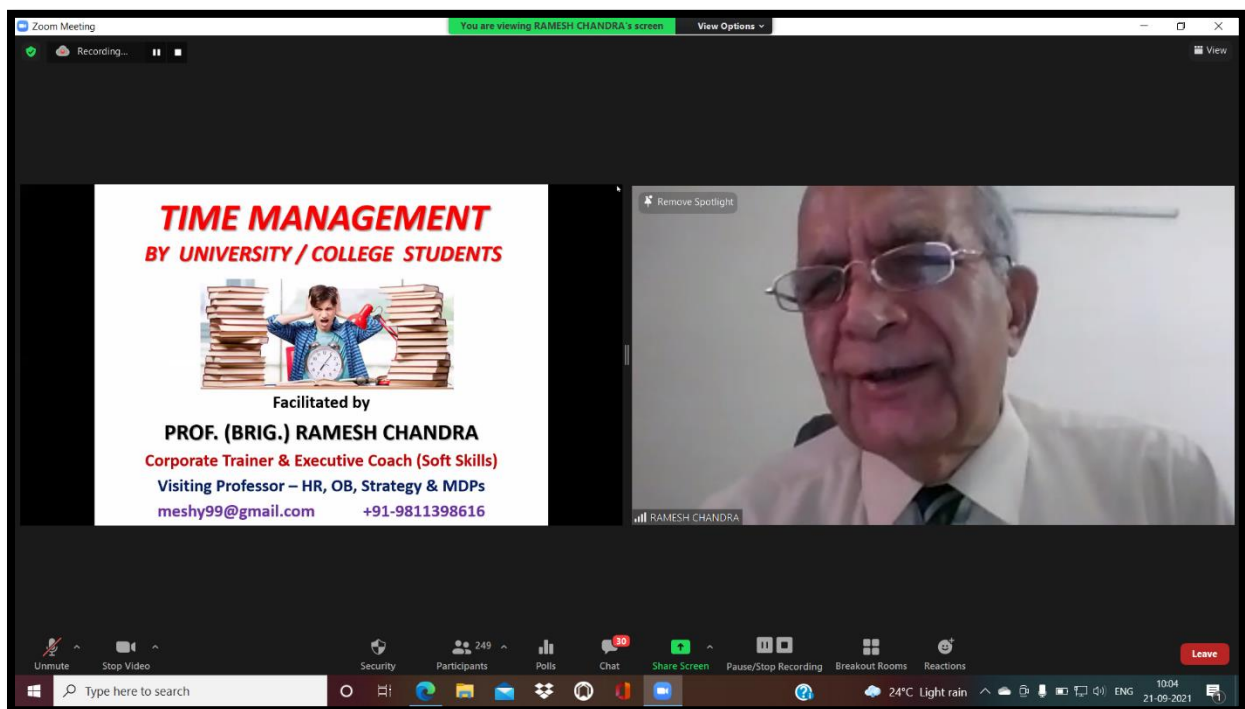 Zoom Meeting
You are viewing RAMESH CHANDRA's screen
View Options
Recording...
View
TIME MANAGEMENT
BY UNIVERSITY / COLLEGE STUDENTS
Facilitated by
PROF. (BRIG.) RAMESH CHANDRA
Corporate Trainer & Executive Coach (Soft Skills)
Visiting Professor – HR, OB, Strategy & MDPs
meshy99@gmail.com +91-9811398616
Remove Spotlight
RAMESH CHANDRA
Unmute
Stop Video
Security
249
Participants
Polls
30
Chat
Share Screen
Pause/Stop Recording
Breakout Rooms
Reactions
Leave
Type here to search
24°C Light rain
ENG
10:04
21-09-2021
1